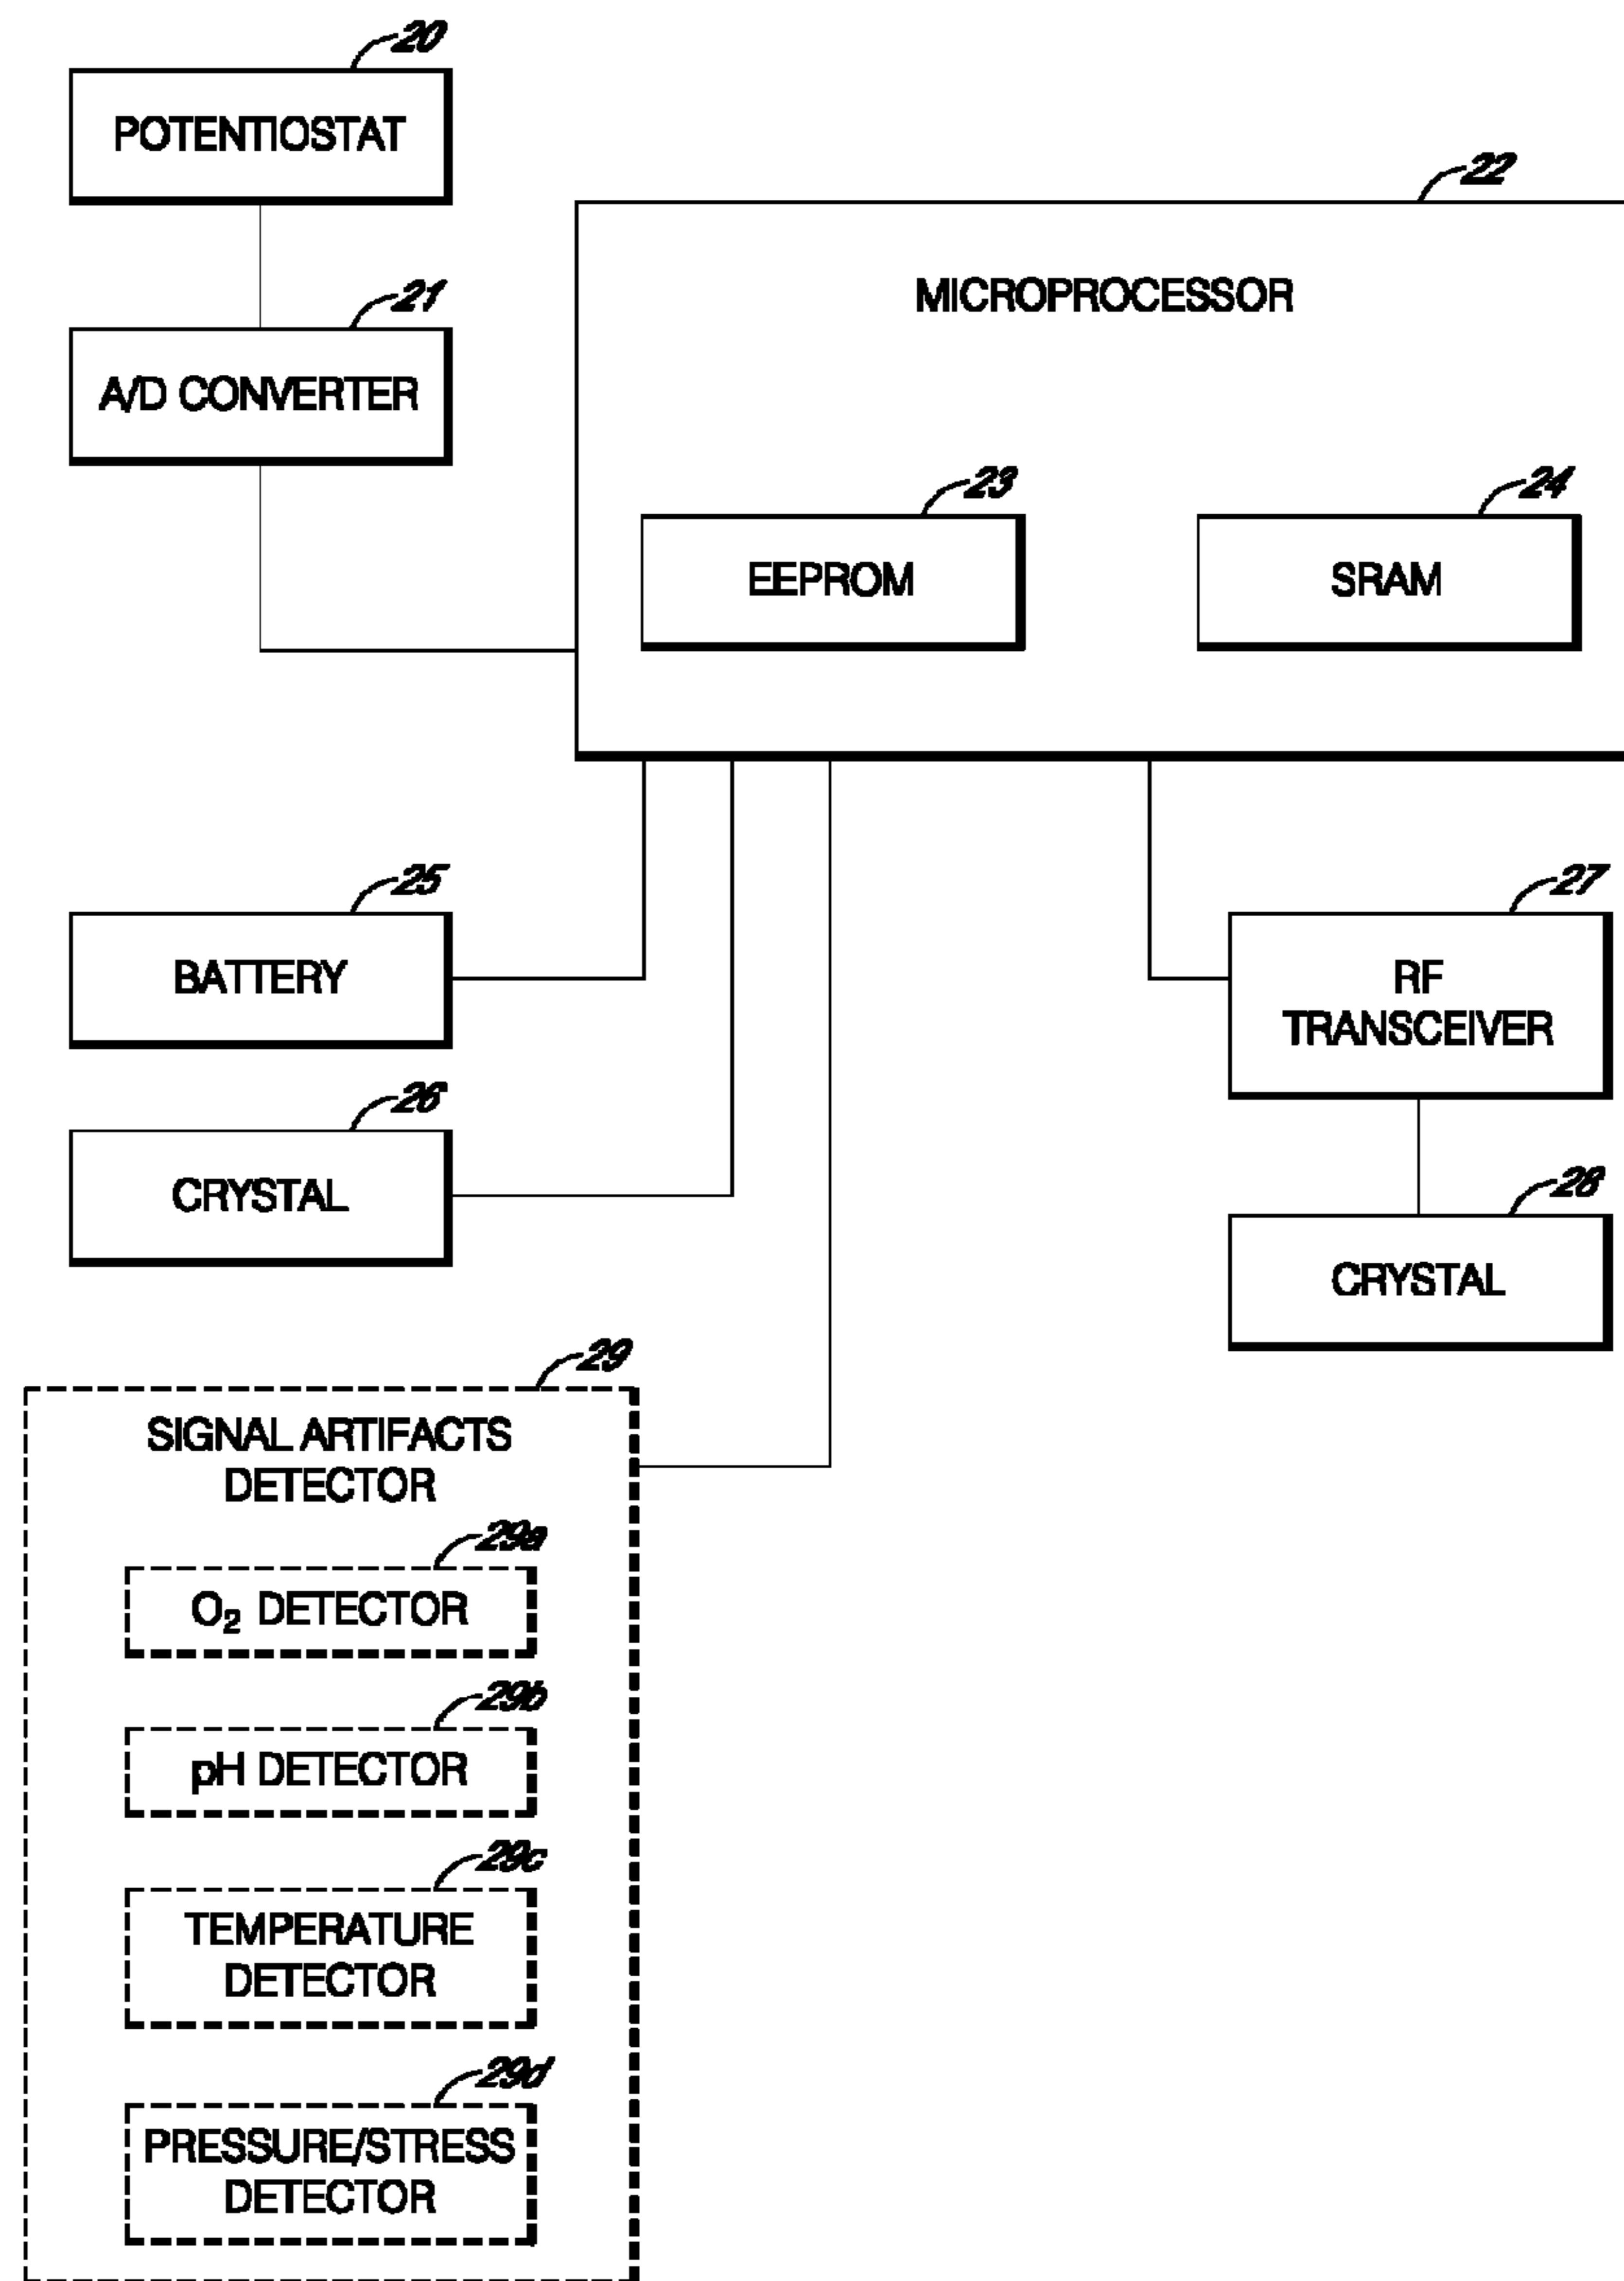 20
POTENTIOSTAT
22
MICROPROCESSOR
21
A/D CONVERTER
23
EEPROM
24
SRAM
25
BATTERY
27
RF
TRANSCEIVER
26
CRYSTAL
28
CRYSTAL
29
SIGNAL ARTIFACTS
DETECTOR
29a
O₂ DETECTOR
29b
pH DETECTOR
29c
TEMPERATURE
DETECTOR
29d
PRESSURE/STRESS
DETECTOR